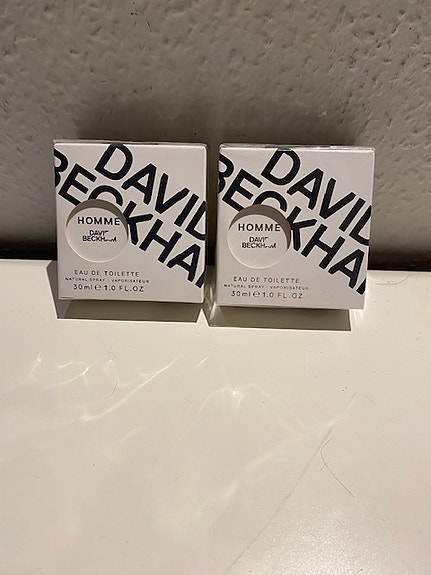 DAVID
BECKHAM
HOMME
DAVID
BECKHAM
EAU DE TOILETTE
NATURAL SPRAY - VAPORISATEUR
30ml ℮ 1.0 FL.OZ
DAVID
BECKHAM
HOMME
DAVID
BECKHAM
EAU DE TOILETTE
NATURAL SPRAY - VAPORISATEUR
30ml ℮ 1.0 FL.OZ